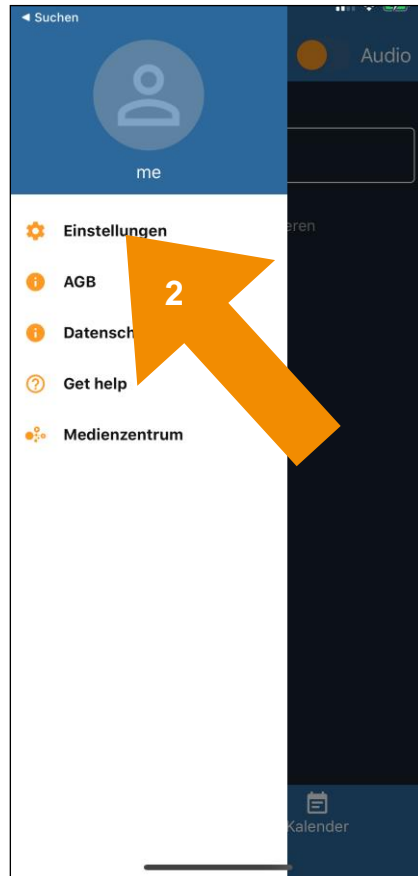 ◀ Suchen
Audio
me
eren
Einstellungen
AGB
2
Datensch
Get help
Medienzentrum
Kalender